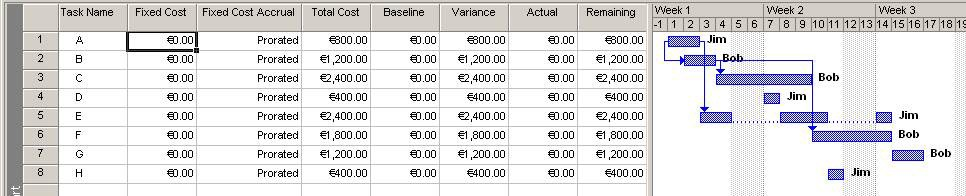 Task Name Fixed Cost Fixed Cost Accrual Total Cost Baseline Variance Actual Remaining Week 1 Week 2 Week 3
-1 1 2 3 4 5 6 7 8 9 10 11 12 13 14 15 16 17 18 19
1 A €0.00 Prorated €800.00 €0.00 €800.00 €0.00 €800.00 Jim
2 B €0.00 Prorated €1,200.00 €0.00 €1,200.00 €0.00 €1,200.00 Bob
3 C €0.00 Prorated €2,400.00 €0.00 €2,400.00 €0.00 €2,400.00 Bob
4 D €0.00 Prorated €400.00 €0.00 €400.00 €0.00 €400.00 Jim
5 E €0.00 Prorated €2,400.00 €0.00 €2,400.00 €0.00 €2,400.00 Jim
6 F €0.00 Prorated €1,800.00 €0.00 €1,800.00 €0.00 €1,800.00 Bob
7 G €0.00 Prorated €1,200.00 €0.00 €1,200.00 €0.00 €1,200.00 Bob
8 H €0.00 Prorated €400.00 €0.00 €400.00 €0.00 €400.00 Jim